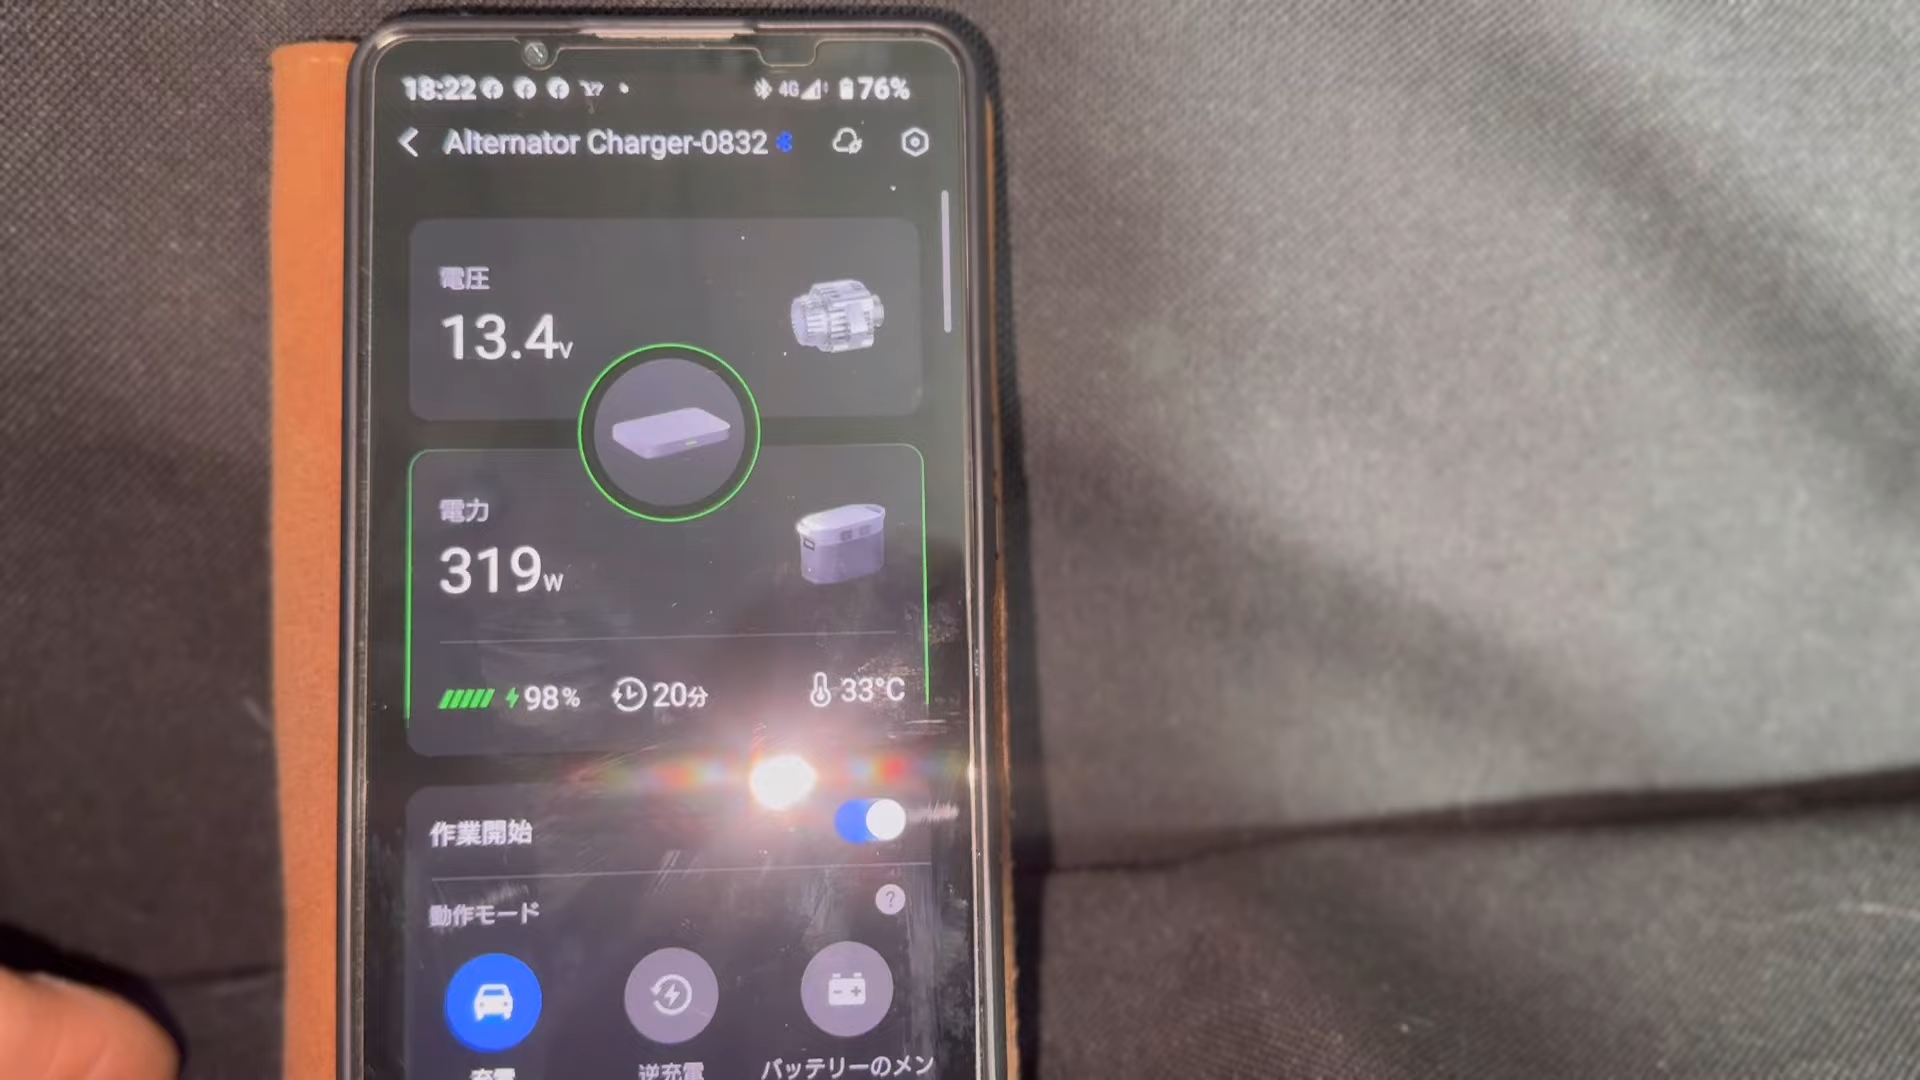 18:22 4G 76%
Alternator Charger-0832
電圧
13.4V
電力
319W
98% 20分 33°C
作業開始
動作モード ?
充電 逆充電 バッテリーのメン